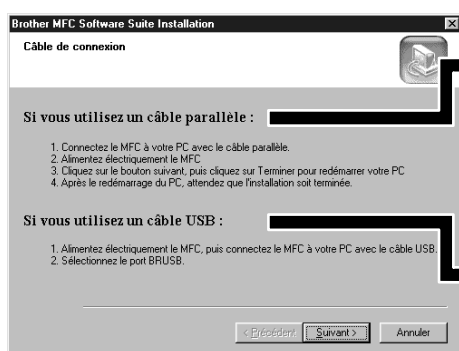 Brother MFC Software Suite Installation
Câble de connexion
Si vous utilisez un câble parallèle :
1. Connectez le MFC à votre PC avec le câble parallèle.
2. Alimentez électriquement le MFC
3. Cliquez sur le bouton suivant, puis cliquez sur Terminer pour redémarrer votre PC
4. Après le redémarrage du PC, attendez que l'installation soit terminée.
Si vous utilisez un câble USB :
1. Alimentez électriquement le MFC, puis connectez le MFC à votre PC avec le câble USB.
2. Sélectionnez le port BRUSB.
< Précédent Suivant > Annuler